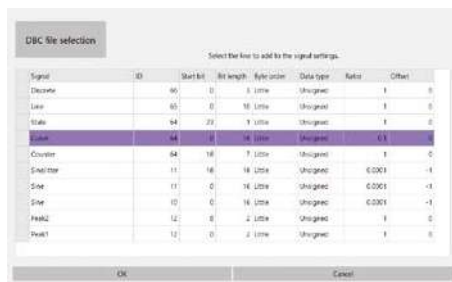 DBC file selection
Select the line to add to the signal settings.
Signal ID Start bit Bit length Byte order Data type Ratio Offset
Discrete 66 0 Little Unsigned 1 0
Line 65 0 10 Little Unsigned 1 0
State 64 23 1 Little Unsigned 1 0
64 0 16 Little Unsigned 0.1 0
Counter 64 16 7 Little Unsigned 1 0
11 16 16 Little Unsigned 0.0001 -1
Sine 11 0 16 Little Unsigned 0.0001 -1
Sine 10 0 16 Little Unsigned 0.0001 -1
Peak2 12 8 2 Little Unsigned 1 0
Peak1 12 0 2 Little Unsigned 1 0
OK Cancel